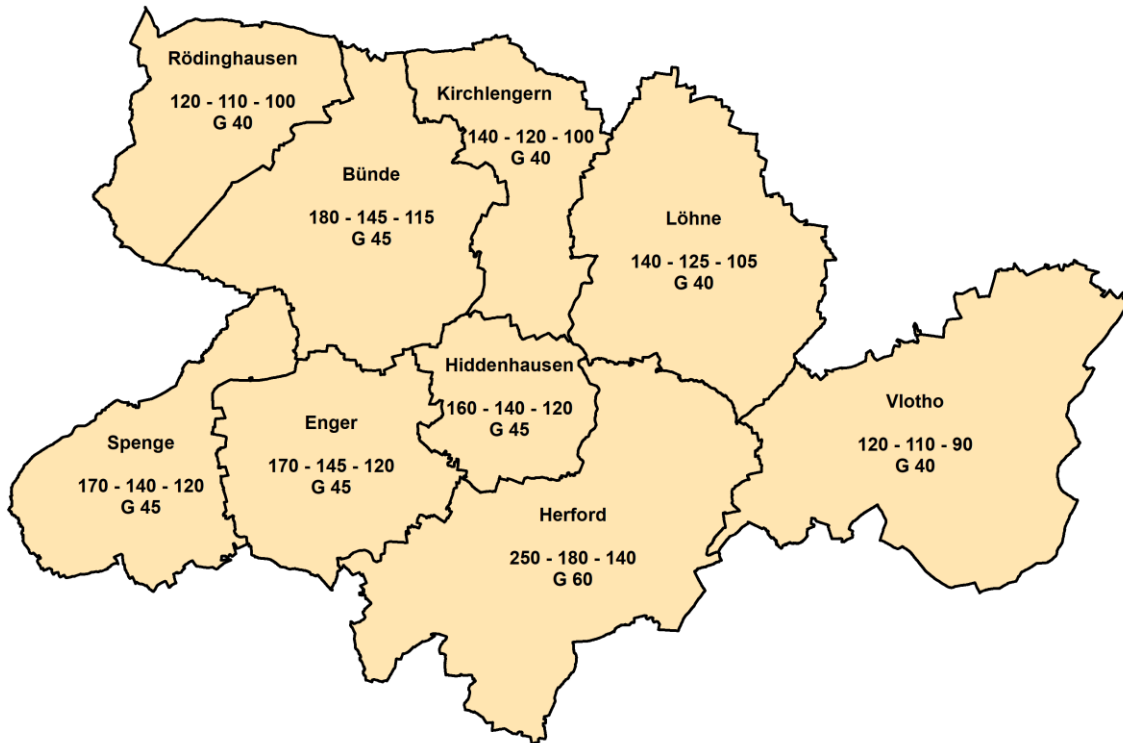 Rödinghausen
120 - 110 - 100
G 40
Kirchlengern
140 - 120 - 100
G 40
Bünde
180 - 145 - 115
G 45
Löhne
140 - 125 - 105
G 40
Hiddenhausen
160 - 140 - 120
G 45
Vlotho
120 - 110 - 90
G 40
Enger
170 - 145 - 120
G 45
Spenge
170 - 140 - 120
G 45
Herford
250 - 180 - 140
G 60